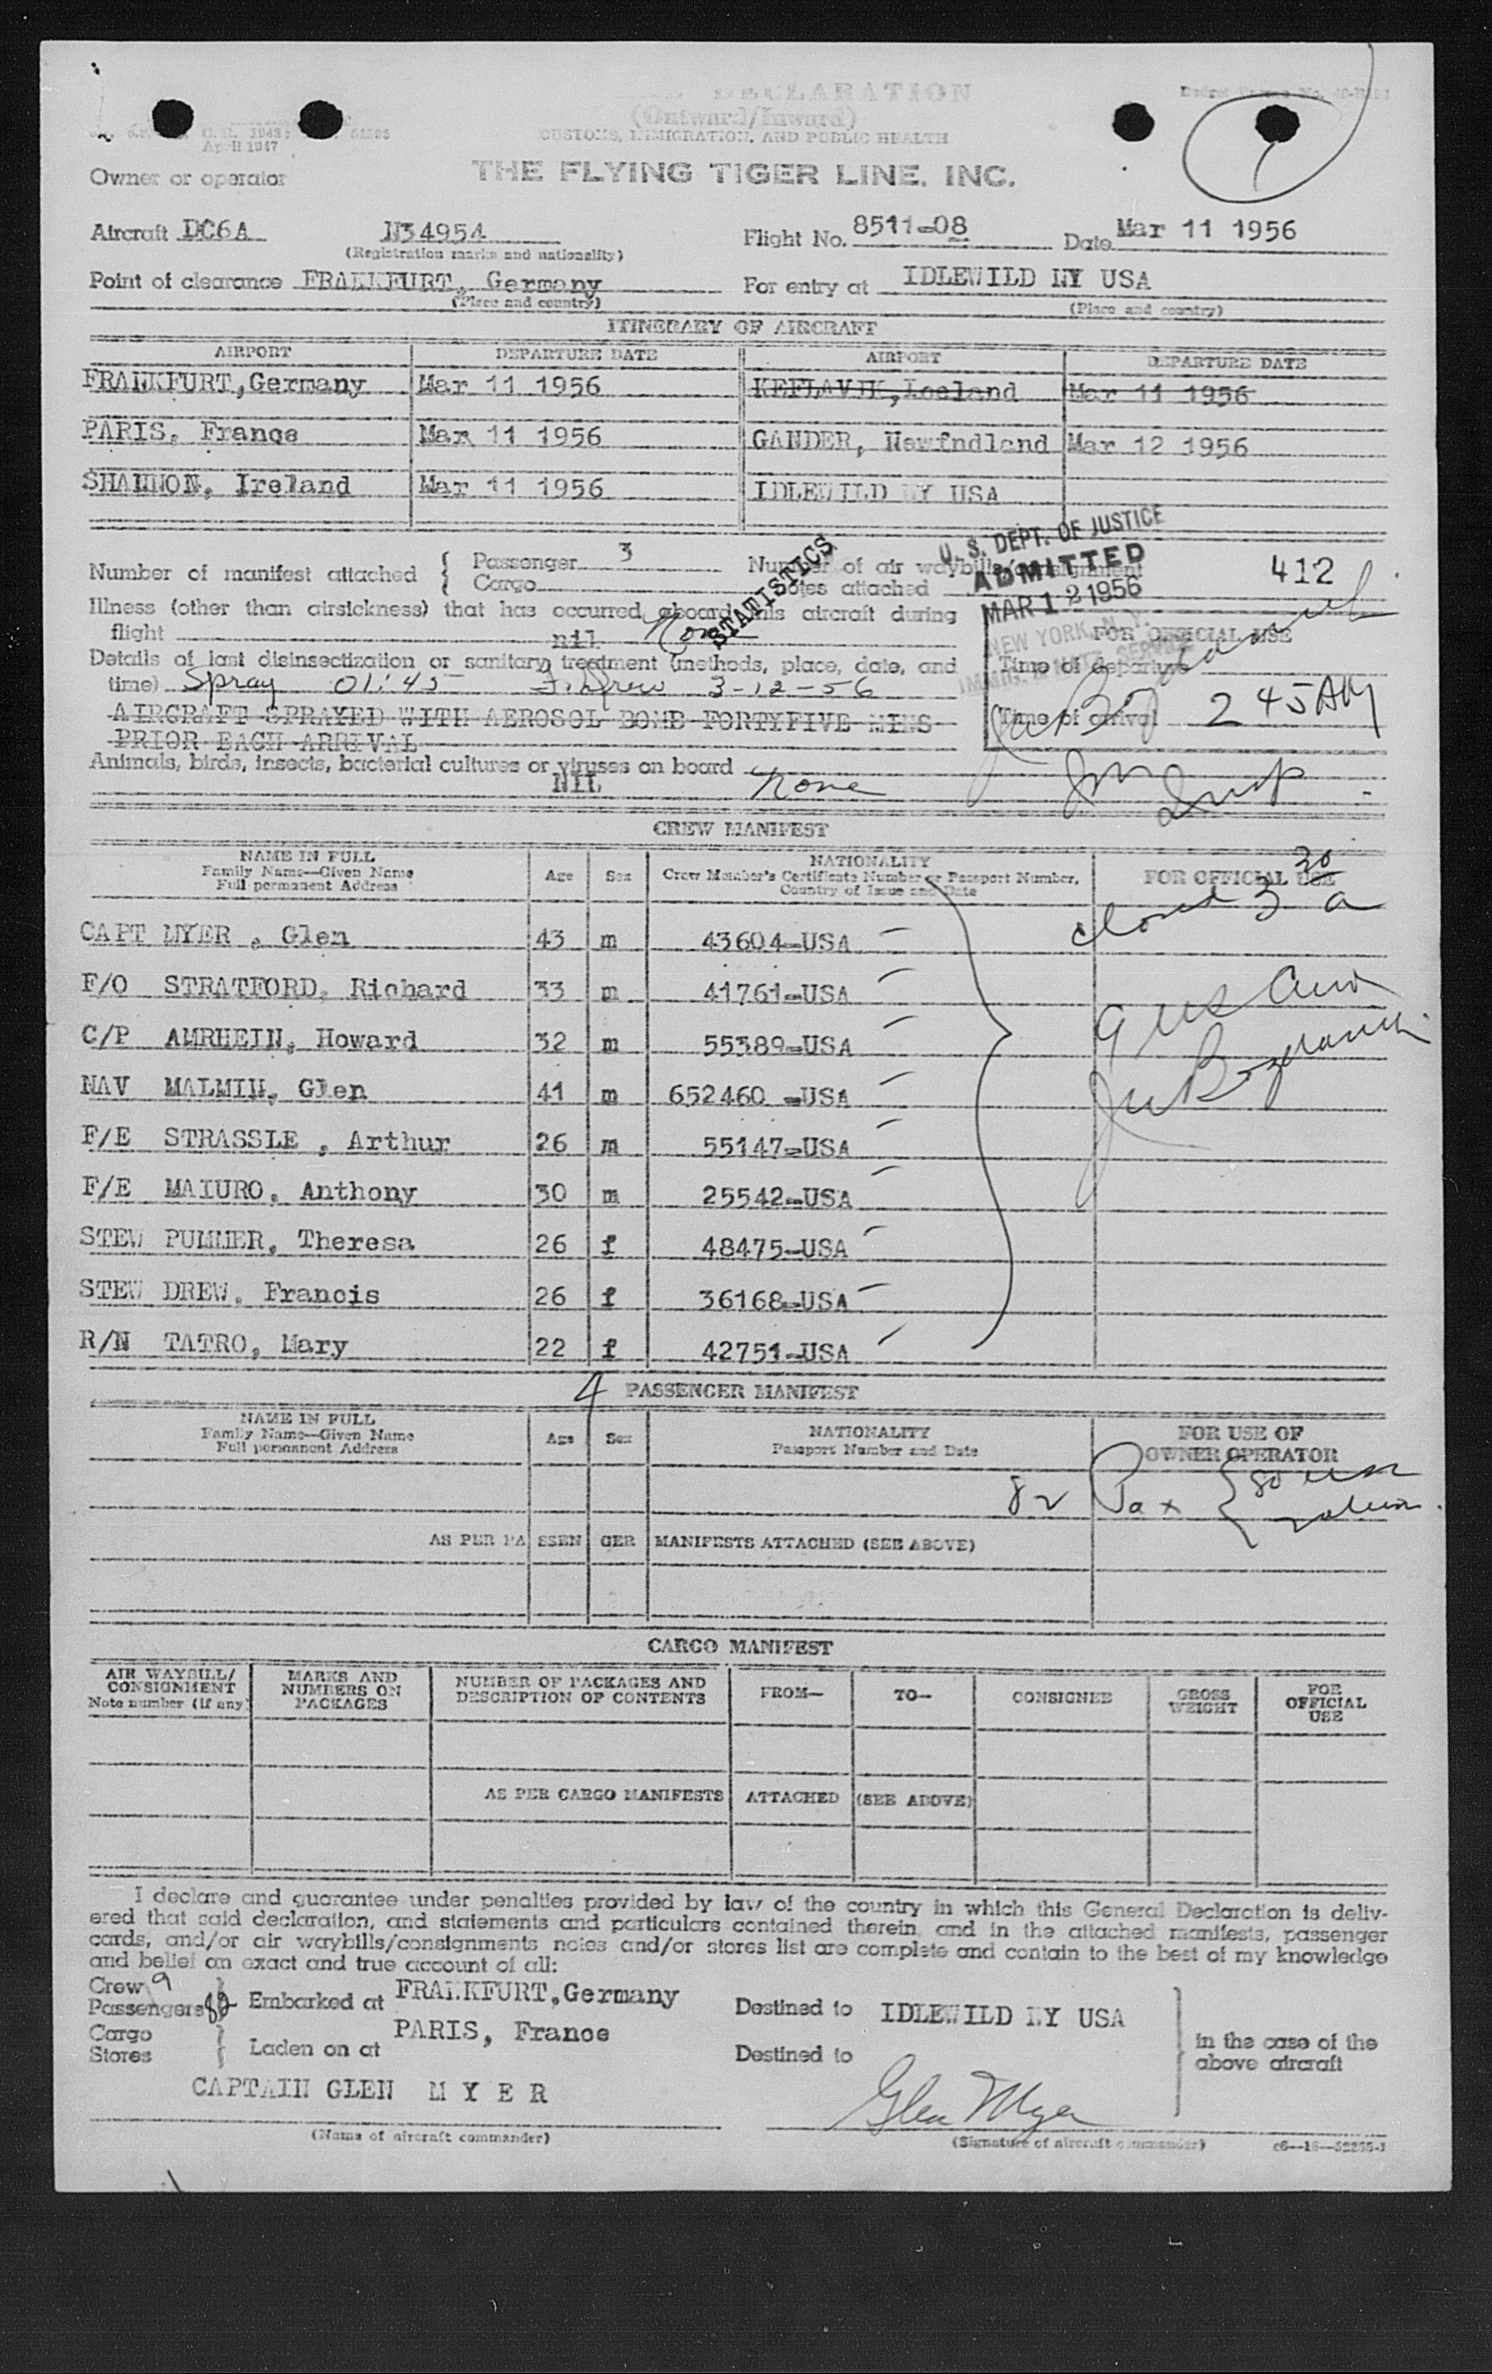 DECLARATION
(Outward/Inward)
CUSTOMS, IMMIGRATION, AND PUBLIC HEALTH
April 1947
Owner or operator THE FLYING TIGER LINE, INC.
Aircraft DC6A N34954 Flight No. 8511-08 Date Mar 11 1956
(Registration marks and nationality)
Point of clearance FRANKFURT, Germany For entry at IDLEWILD NY USA
(Place and country) (Place and country)
ITINERARY OF AIRCRAFT
AIRPORT DEPARTURE DATE AIRPORT DEPARTURE DATE
FRANKFURT, Germany Mar 11 1956 KEFLAVIK, Iceland Mar 11 1956
PARIS, France Mar 11 1956 GANDER, Newfndland Mar 12 1956
SHANNON, Ireland Mar 11 1956 IDLEWILD NY USA
U. S. DEPT. OF JUSTICE
ADMITTED
MAR 12 1956
NEW YORK, N. Y.
STATISTICS
Number of manifest attached { Passenger 3 Number of air waybills/consignment
Cargo notes attached 412
Illness (other than airsickness) that has occurred aboard this aircraft during
flight nil None
FOR OFFICIAL USE
Details of last disinsectization or sanitary treatment (methods, place, date, and Time of departure
time) Spray 01:45 F. Drew 3-12-56
AIRCRAFT SPRAYED WITH AEROSOL BOMB FORTYFIVE MINS Time of arrival 2 45 AM
PRIOR EACH ARRIVAL
Animals, birds, insects, bacterial cultures or viruses on board
NIL None
CREW MANIFEST
NAME IN FULL Age Sex NATIONALITY FOR OFFICIAL USE
Family Name—Given Name Crew Member's Certificate Number or Passport Number,
Full permanent Address Country of Issue and Date
closed 3 30 a
CAPT MYER , Glen 43 m 43604-USA
F/O STRATFORD, Richard 33 m 41761-USA
C/P AMRHEIN, Howard 32 m 55389-USA
NAV MALMIN, Glen 41 m 652460 -USA
F/E STRASSLE , Arthur 26 m 55147-USA
F/E MAIURO, Anthony 30 m 25542-USA
STEW PUMMER, Theresa 26 f 48475-USA
STEW DREW, Francis 26 f 36168-USA
R/N TATRO, Mary 22 f 42751-USA
4 PASSENGER MANIFEST
NAME IN FULL Age Sex NATIONALITY FOR USE OF
Family Name—Given Name Passport Number and Date OWNER OPERATOR
Full permanent Address
82 Pax { 80
AS PER PASSENGER MANIFESTS ATTACHED (SEE ABOVE)
CARGO MANIFEST
AIR WAYBILL/ MARKS AND NUMBER OF PACKAGES AND FROM— TO— CONSIGNEE GROSS FOR
CONSIGNMENT NUMBERS ON DESCRIPTION OF CONTENTS WEIGHT OFFICIAL
Note number (if any) PACKAGES USE
AS PER CARGO MANIFESTS ATTACHED (SEE ABOVE)
I declare and guarantee under penalties provided by law of the country in which this General Declaration is deliv-
ered that said declaration, and statements and particulars contained therein, and in the attached manifests, passenger
cards, and/or air waybills/consignments notes and/or stores list are complete and contain to the best of my knowledge
and belief an exact and true account of all:
Crew 9
Passengers 82 } Embarked at FRANKFURT, Germany Destined to IDLEWILD NY USA
Cargo PARIS, France in the case of the
Stores } Laden on at Destined to above aircraft
CAPTAIN GLEN M Y E R Glen Myer
(Name of aircraft commander) (Signature of aircraft commander)